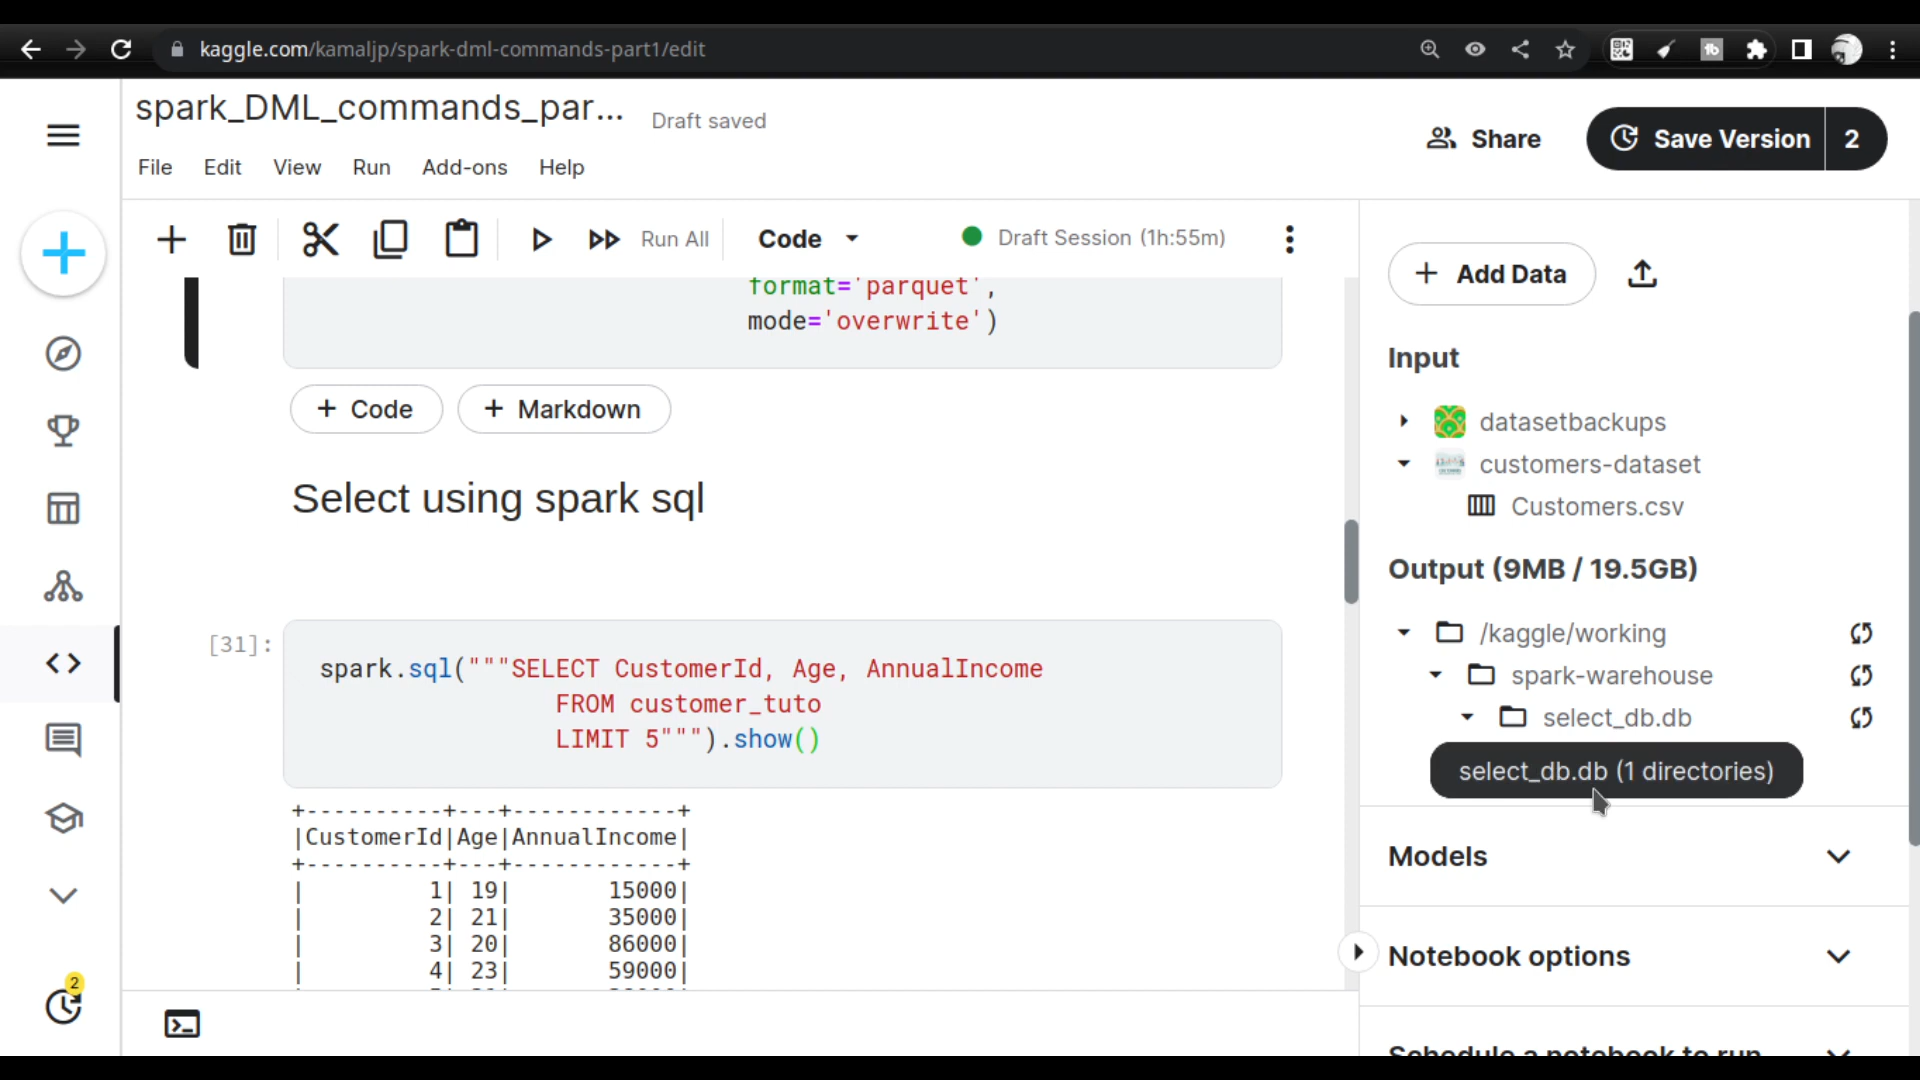 kaggle.com/kamaljp/spark-dml-commands-part1/edit
spark_DML_commands_par...
Draft saved
File Edit View Run Add-ons Help
Share
Save Version 2
Run All
Code
Draft Session (1h:55m)
format='parquet',
mode='overwrite')
+ Code + Markdown
Select using spark sql
[31]:
spark.sql("""SELECT CustomerId, Age, AnnualIncome
FROM customer_tuto
LIMIT 5""").show()
+----------+---+------------+
|CustomerId|Age|AnnualIncome|
+----------+---+------------+
| 1| 19| 15000|
| 2| 21| 35000|
| 3| 20| 86000|
| 4| 23| 59000|
2
+ Add Data
Input
datasetbackups
customers-dataset
Customers.csv
Output (9MB / 19.5GB)
/kaggle/working
spark-warehouse
select_db.db
select_db.db (1 directories)
Models
Notebook options
Schedule a notebook to run